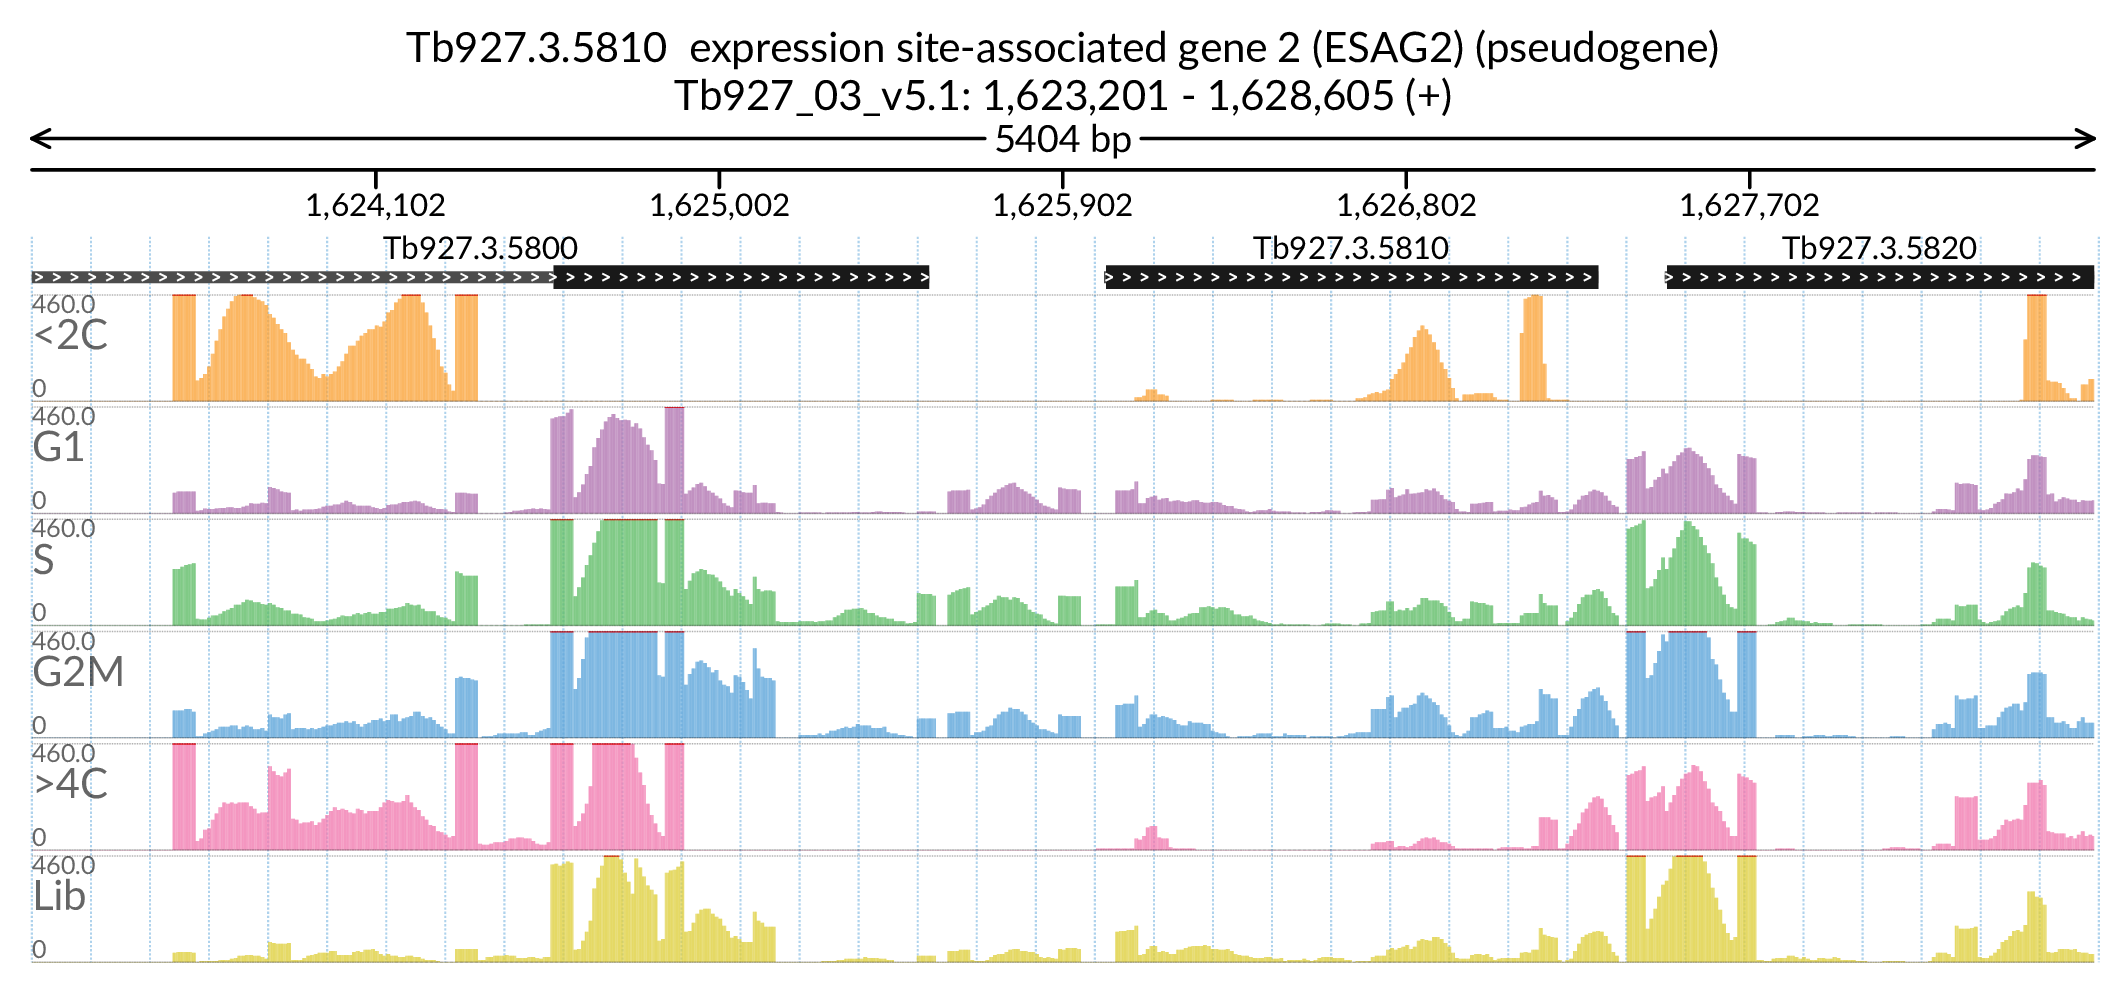 Tb927.3.5810  expression site-associated gene 2 (ESAG2) (pseudogene)
Tb927_03_v5.1: 1,623,201 - 1,628,605 (+)
5404 bp
1,624,102 1,625,002 1,625,902 1,626,802 1,627,702
Tb927.3.5800 Tb927.3.5810 Tb927.3.5820
460.0
<2C
0
460.0
G1
0
460.0
S
0
460.0
G2M
0
460.0
>4C
0
460.0
Lib
0